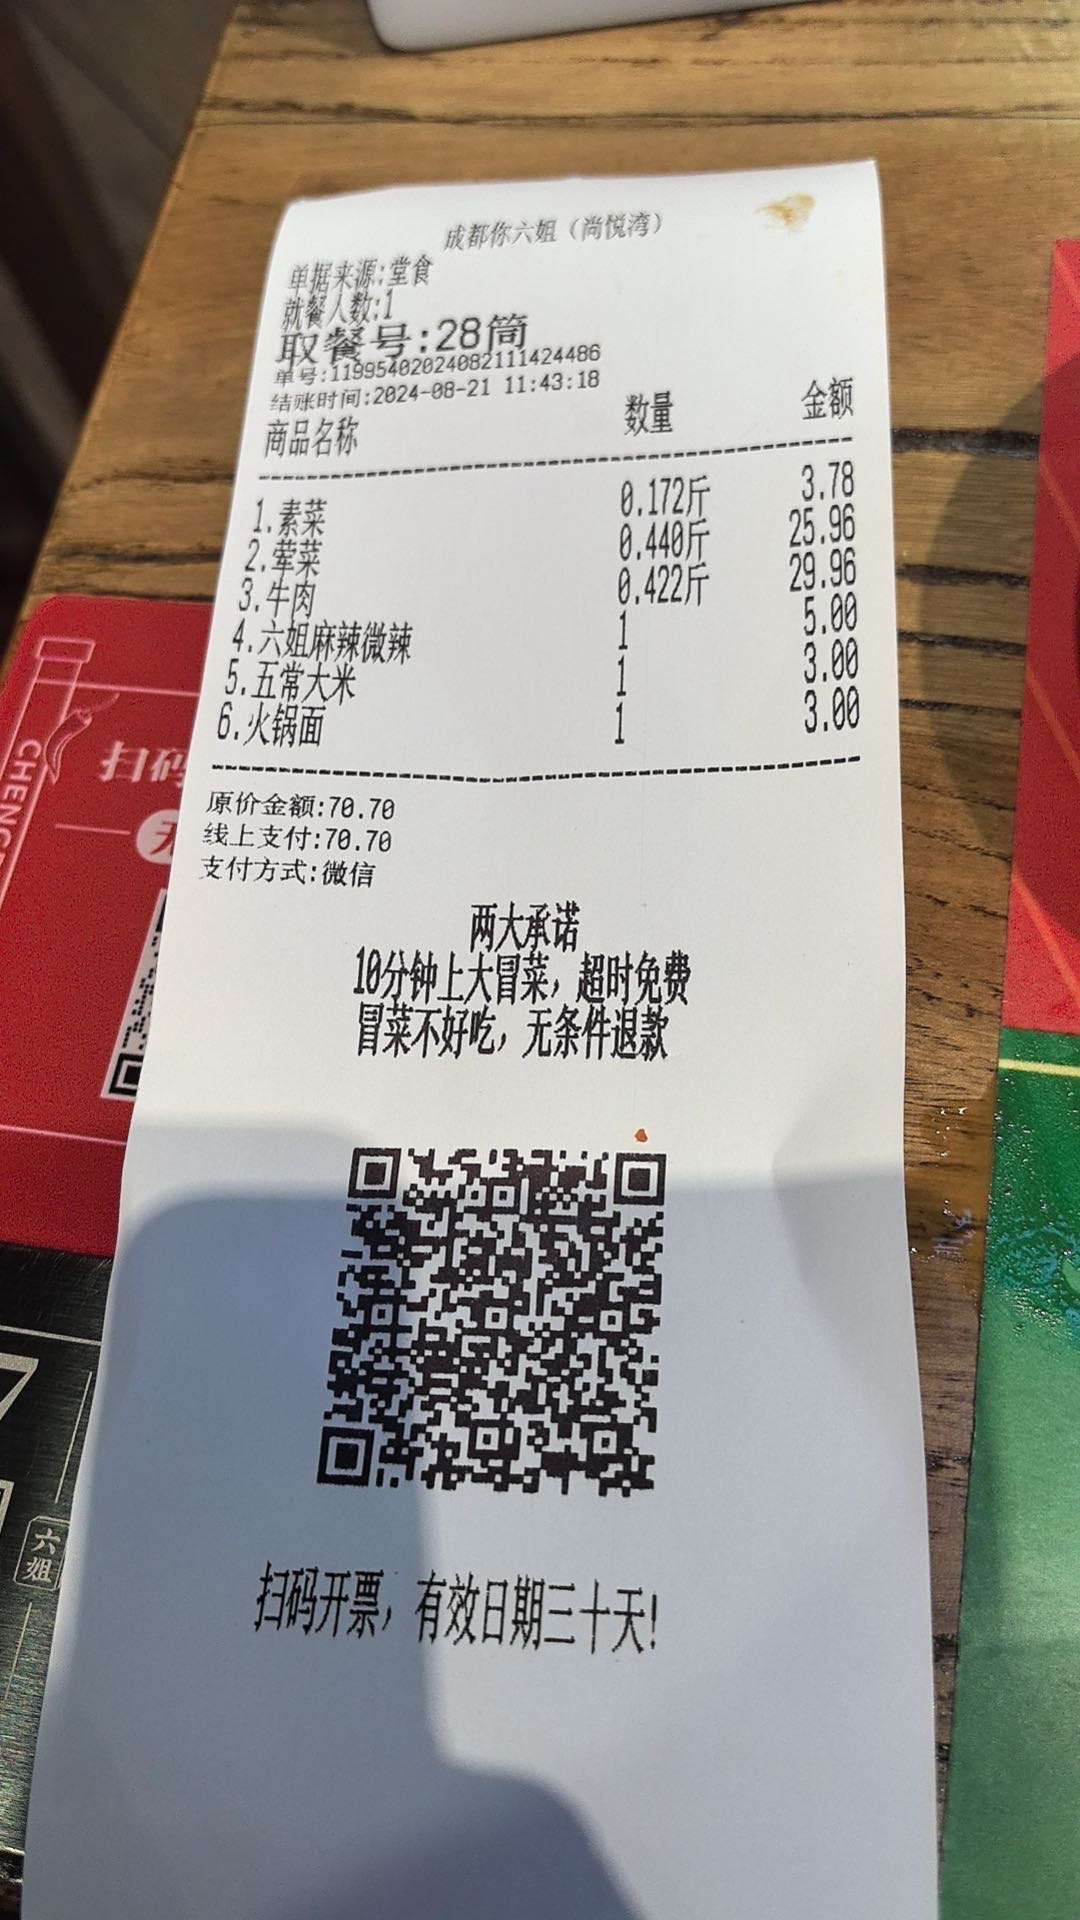 成都你六姐（尚悦湾）
单据来源:堂食
就餐人数:1
取餐号:28筒
单号:11995402024082111424486
结账时间:2024-08-21 11:43:18
商品名称 数量 金额
1.素菜 0.172斤 3.78
2.荤菜 0.440斤 25.96
3.牛肉 0.422斤 29.96
4.六姐麻辣微辣 1 5.00
5.五常大米 1 3.00
6.火锅面 1 3.00
原价金额:70.70
线上支付:70.70
支付方式:微信
两大承诺
10分钟上大冒菜，超时免费
冒菜不好吃，无条件退款
扫码开票，有效日期三十天!
扫码
CHENG
六姐